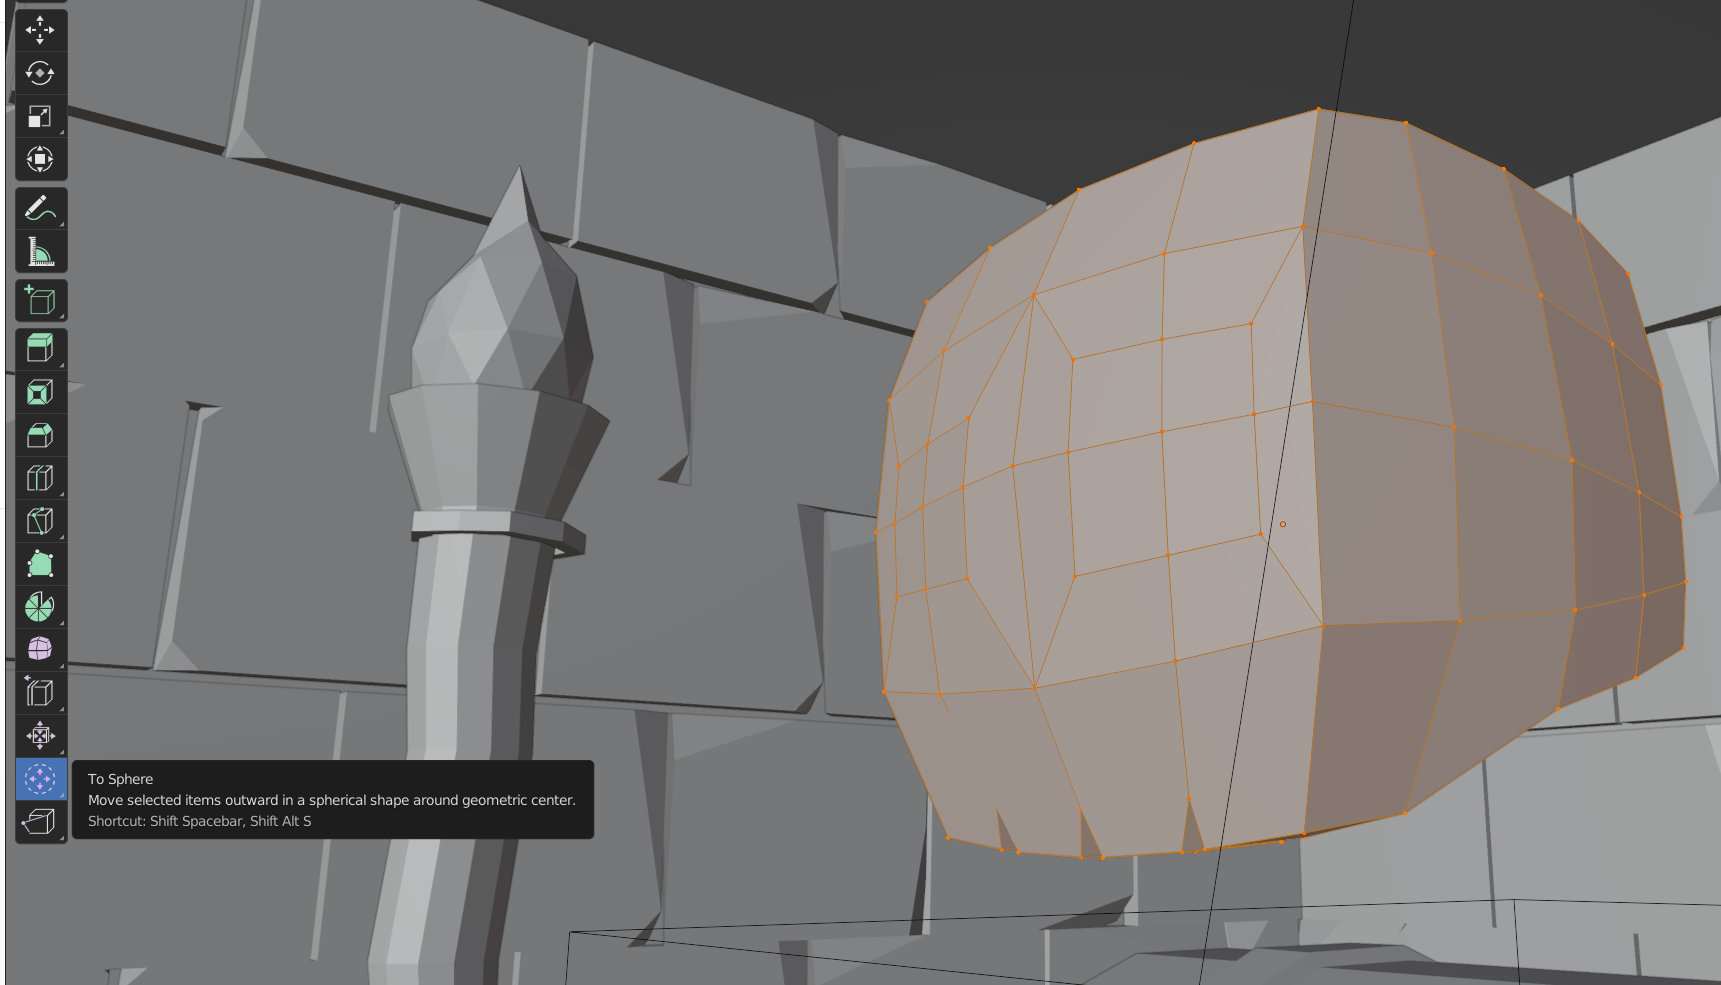 To Sphere
Move selected items outward in a spherical shape around geometric center.
Shortcut: Shift Spacebar, Shift Alt S